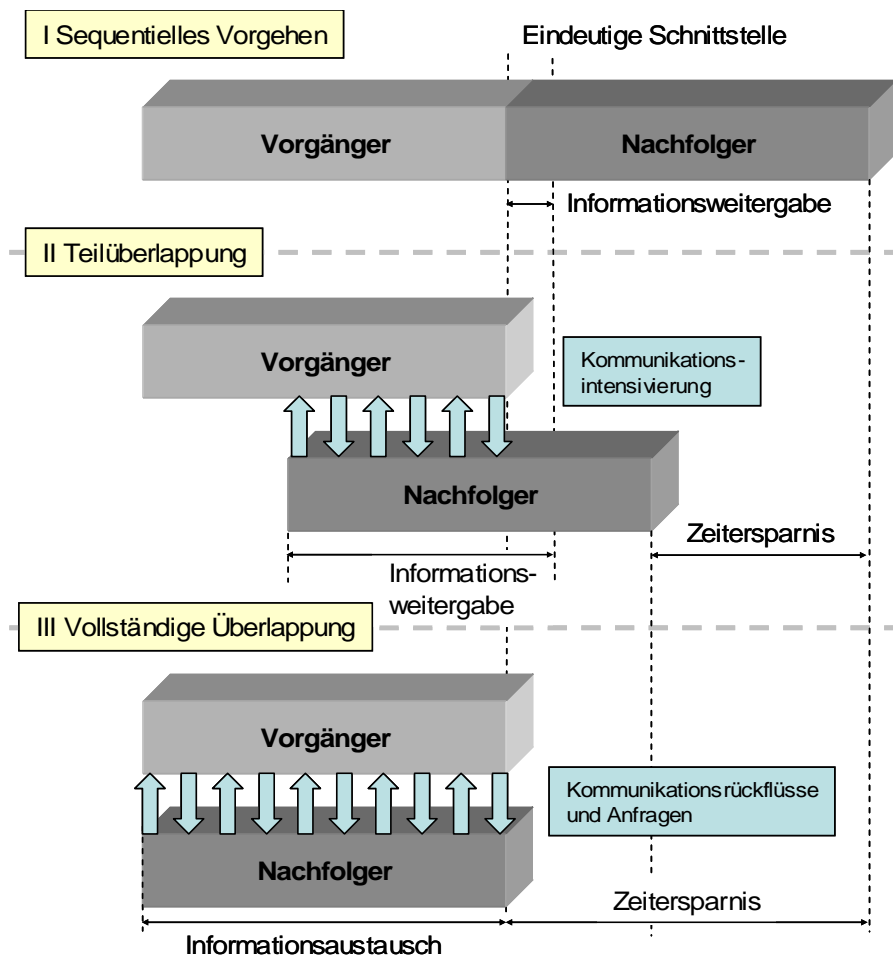 I Sequentielles Vorgehen
Eindeutige Schnittstelle
Vorgänger
Nachfolger
Informationsweitergabe
II Teilüberlappung
Vorgänger
Kommunikations-
intensivierung
Nachfolger
Zeitersparnis
Informations-
weitergabe
III Vollständige Überlappung
Vorgänger
Kommunikationsrückflüsse
und Anfragen
Nachfolger
Zeitersparnis
Informationsaustausch